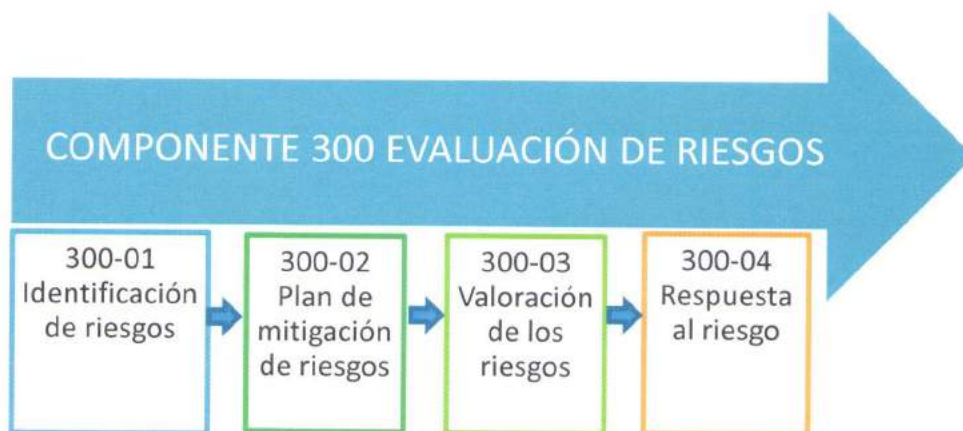 COMPONENTE 300 EVALUACIÓN DE RIESGOS
300-01
Identificación
de riesgos
300-02
Plan de
mitigación
de riesgos
300-03
Valoración
de los
riesgos
300-04
Respuesta
al riesgo